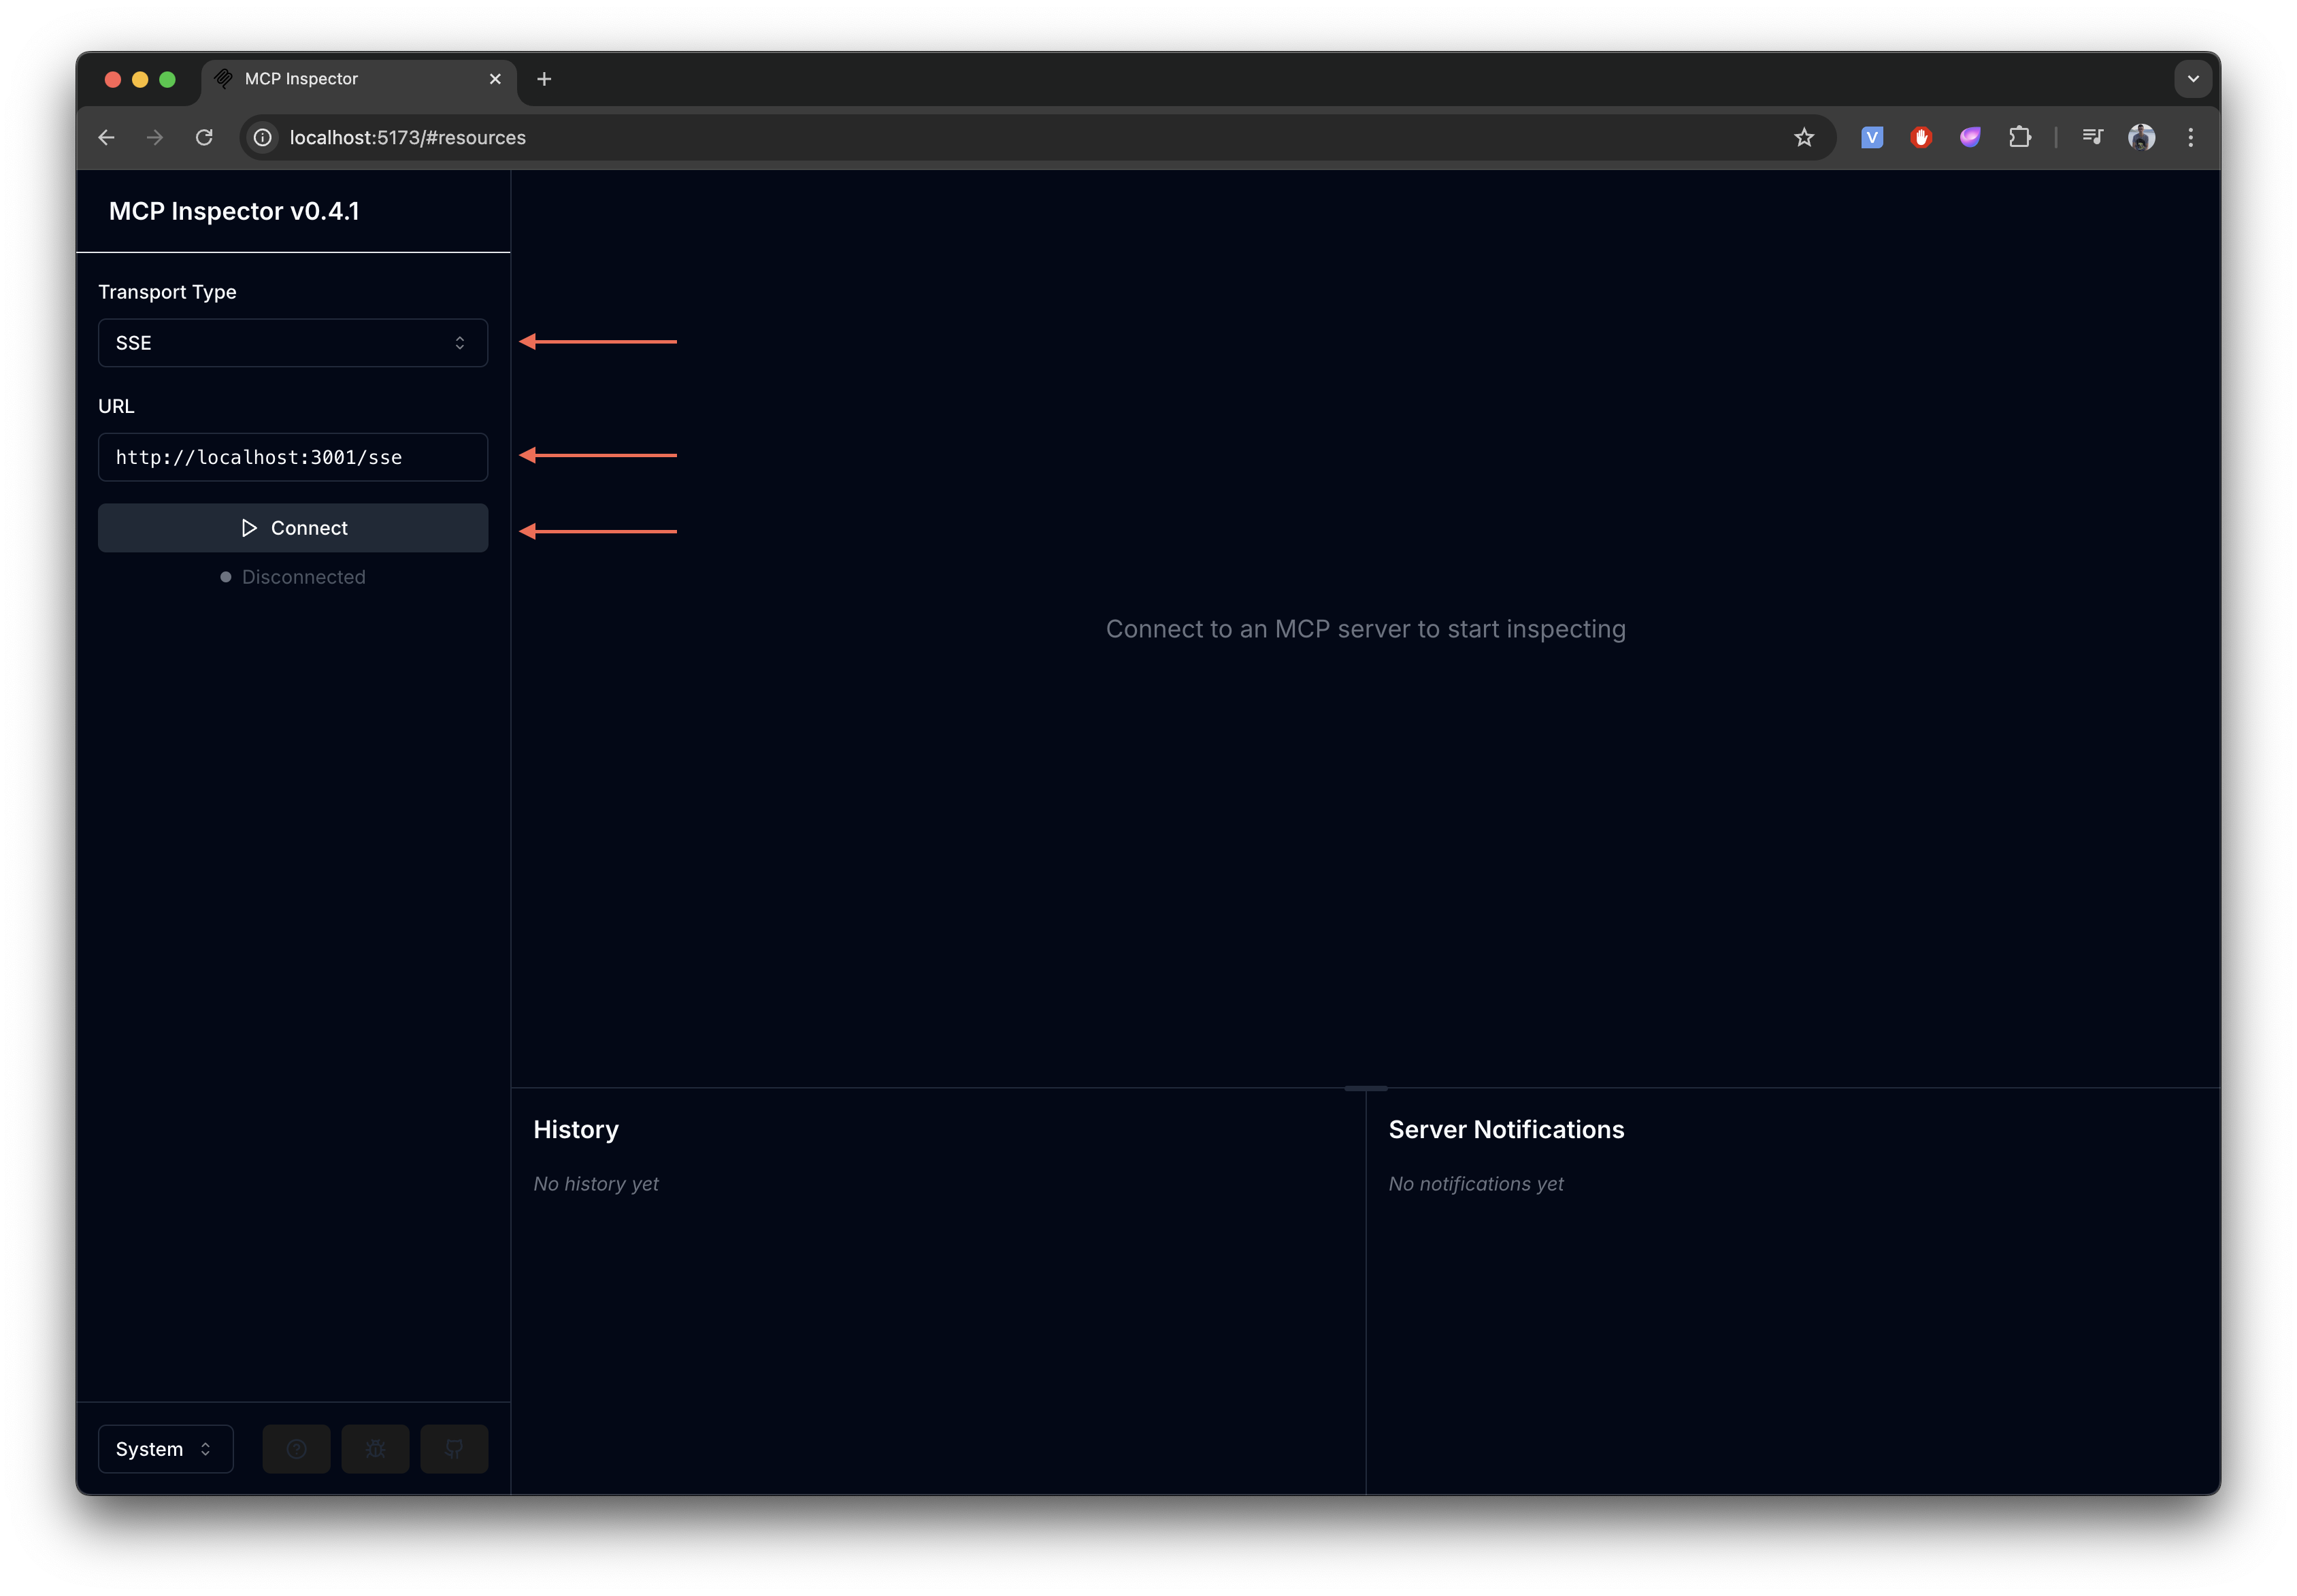 MCP Inspector
localhost:5173/#resources
V
MCP Inspector v0.4.1
Transport Type
SSE
URL
http://localhost:3001/sse
Connect
Disconnected
Connect to an MCP server to start inspecting
History
No history yet
Server Notifications
No notifications yet
System